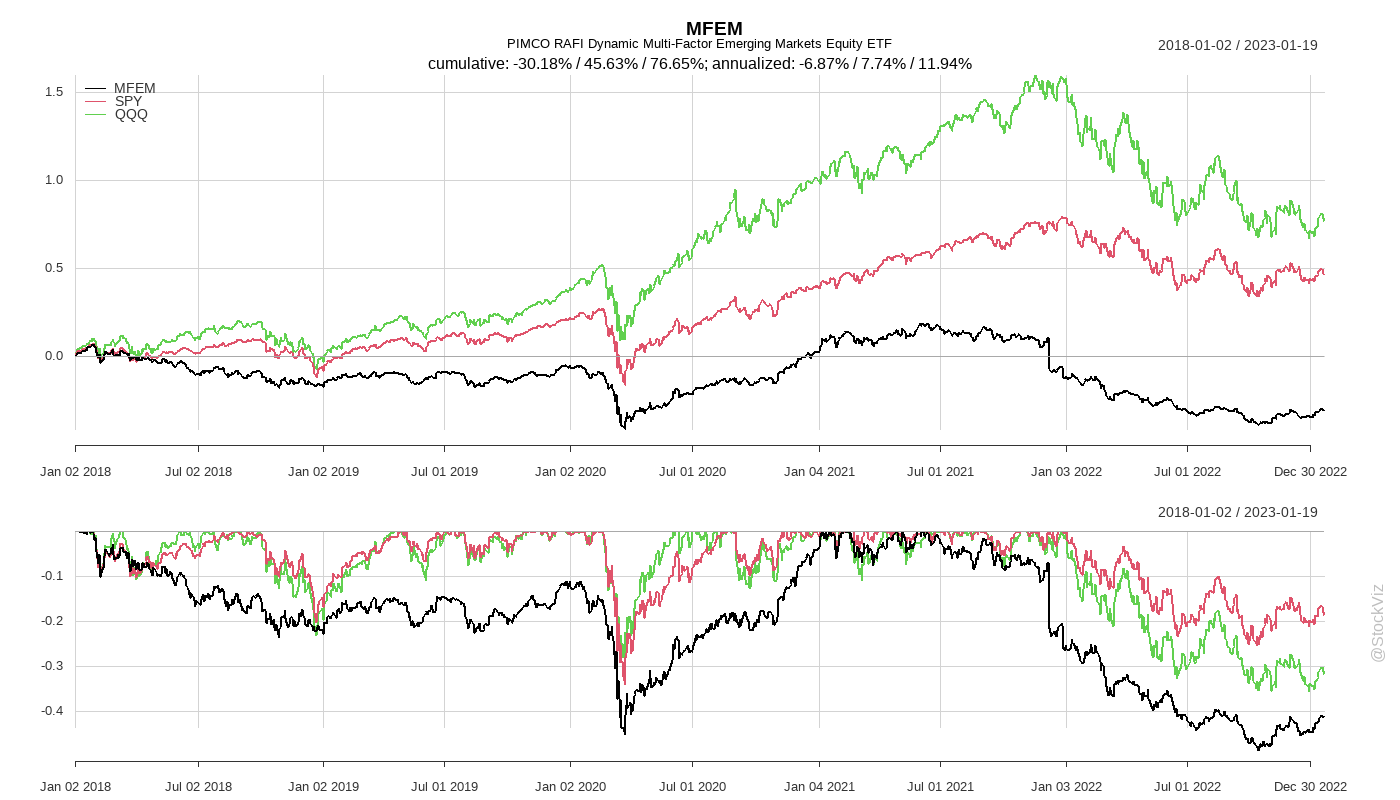 MFEM
PIMCO RAFI Dynamic Multi-Factor Emerging Markets Equity ETF
2018-01-02 / 2023-01-19
cumulative: -30.18% / 45.63% / 76.65%; annualized: -6.87% / 7.74% / 11.94%
MFEM
SPY
QQQ
1.5
1.0
0.5
0.0
Jan 02 2018 Jul 02 2018 Jan 02 2019 Jul 01 2019 Jan 02 2020 Jul 01 2020 Jan 04 2021 Jul 01 2021 Jan 03 2022 Jul 01 2022 Dec 30 2022
2018-01-02 / 2023-01-19
-0.1
-0.2
-0.3
-0.4
Jan 02 2018 Jul 02 2018 Jan 02 2019 Jul 01 2019 Jan 02 2020 Jul 01 2020 Jan 04 2021 Jul 01 2021 Jan 03 2022 Jul 01 2022 Dec 30 2022
@StockViz